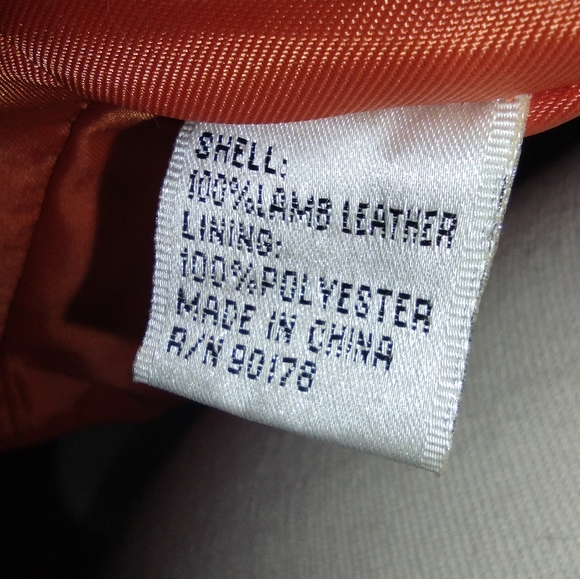 SHELL:
100%LAMB LEATHER
LINING:
100%POLYESTER
MADE IN CHINA
R/N 90178